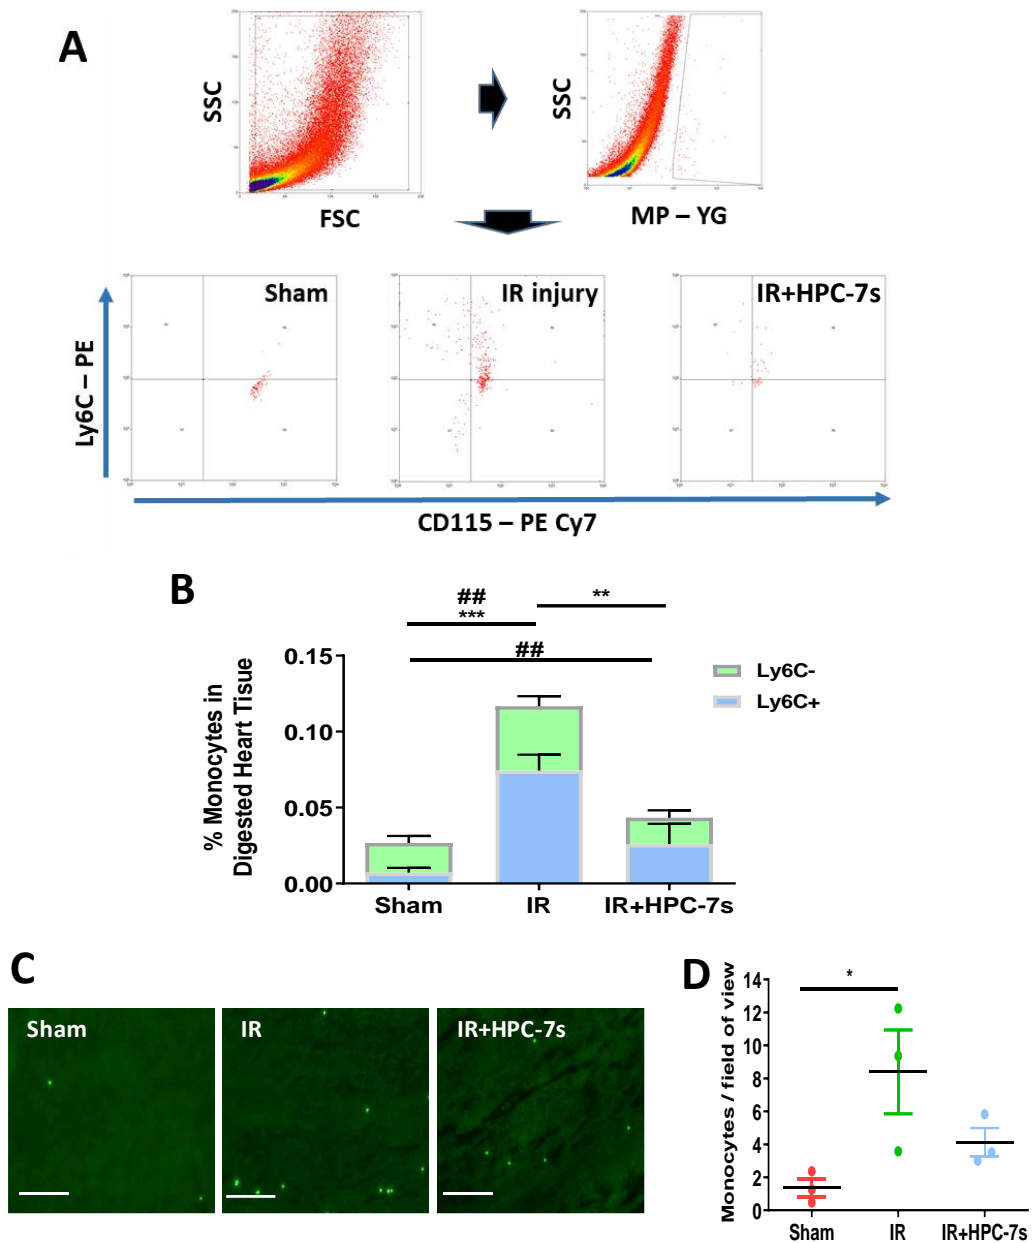 A
SSC
FSC
SSC
MP – YG
Sham
IR injury
IR+HPC-7s
Ly6C – PE
CD115 – PE Cy7
B
##
***
**
##
% Monocytes in
Digested Heart Tissue
0.15
0.10
0.05
0.00
Ly6C-
Ly6C+
Sham
IR
IR+HPC-7s
C
Sham
IR
IR+HPC-7s
D
Monocytes / field of view
14
12
10
8
6
4
2
0
*
Sham
IR
IR+HPC-7s